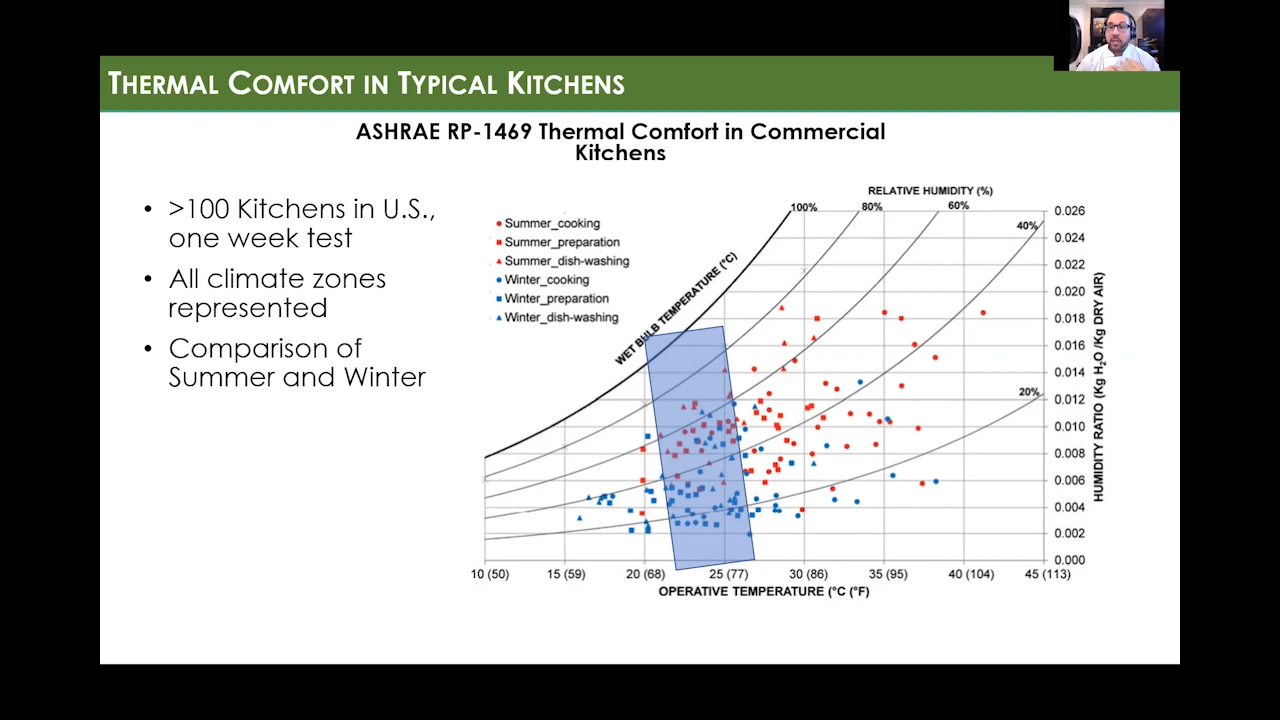 THERMAL COMFORT IN TYPICAL KITCHENS
ASHRAE RP-1469 Thermal Comfort in Commercial
Kitchens
• >100 Kitchens in U.S.,
one week test
• All climate zones
represented
• Comparison of
Summer and Winter
RELATIVE HUMIDITY (%)
100%
80%
60%
40%
20%
Summer_cooking
Summer_preparation
Summer_dish-washing
Winter_cooking
Winter_preparation
Winter_dish-washing
WET BULB TEMPERATURE (°C)
0.026
0.024
0.022
0.020
0.018
0.016
0.014
0.012
0.010
0.008
0.006
0.004
0.002
0.000
HUMIDITY RATIO (Kg H₂O /Kg DRY AIR)
10 (50) 15 (59) 20 (68) 25 (77) 30 (86) 35 (95) 40 (104) 45 (113)
OPERATIVE TEMPERATURE (°C (°F)